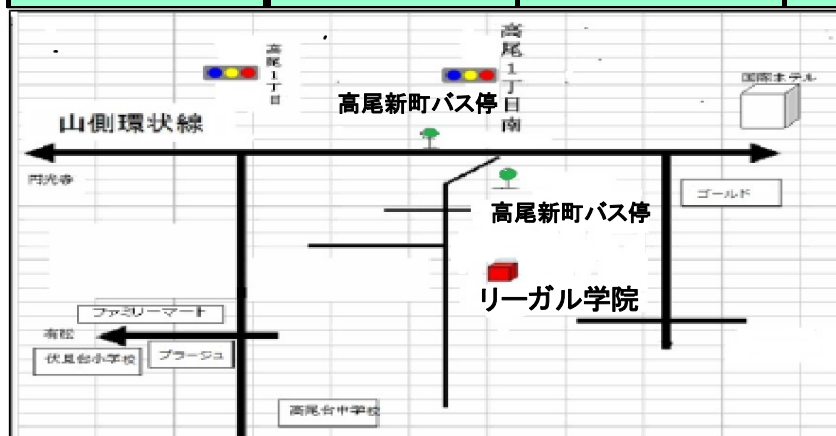 高尾1丁目
高尾1丁目南
高尾新町バス停
国際ホテル
山側環状線
円光寺
ゴールド
高尾新町バス停
リーガル学院
ファミリーマート
有松
伏見台小学校
プラージュ
高尾台中学校